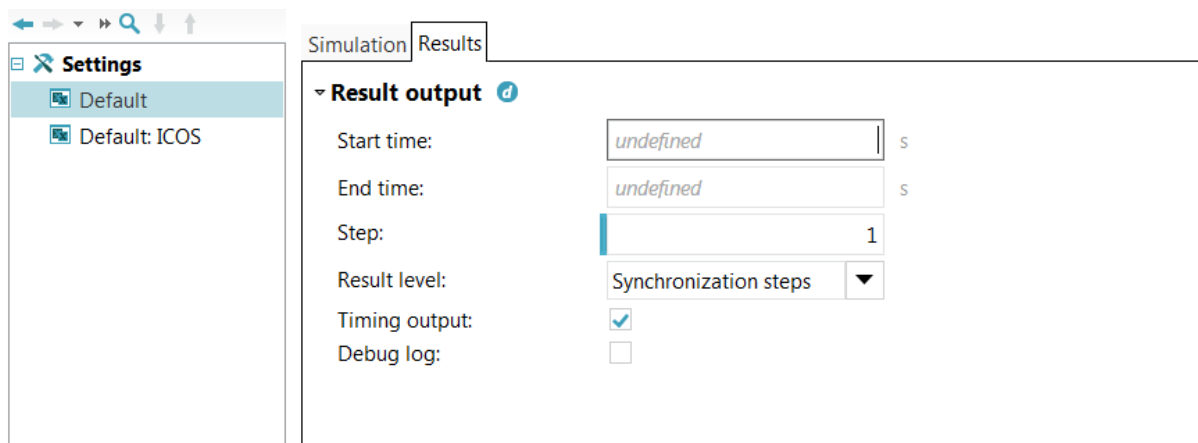 Settings
Default
Default: ICOS
Simulation Results
Result output d
Start time: undefined s
End time: undefined s
Step: 1
Result level: Synchronization steps
Timing output:
Debug log: